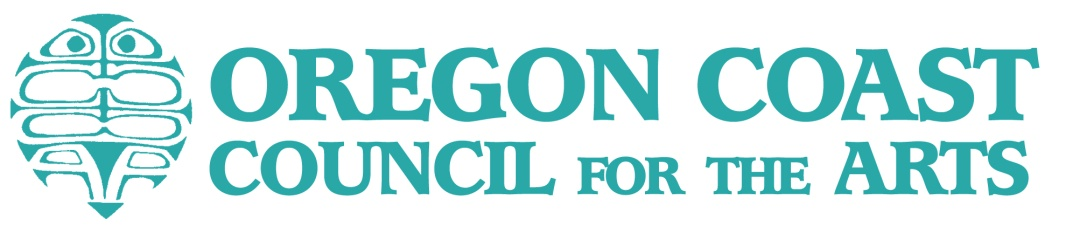 OREGON COAST
COUNCIL FOR THE ARTS